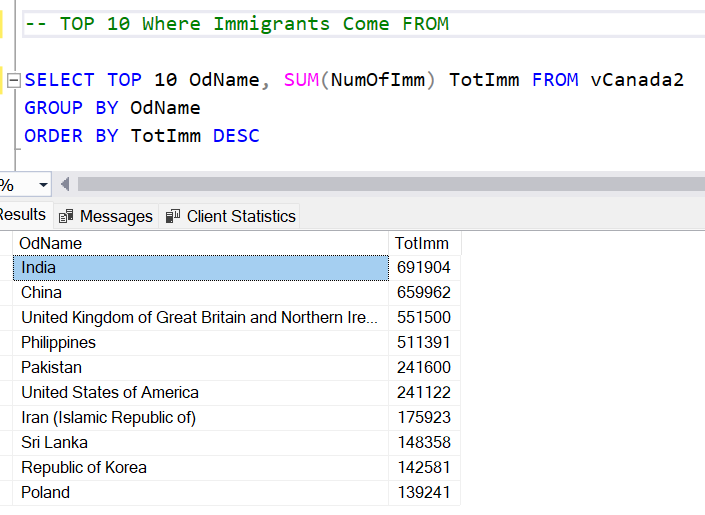 -- TOP 10 Where Immigrants Come FROM
SELECT TOP 10 OdName, SUM(NumOfImm) TotImm FROM vCanada2
GROUP BY OdName
ORDER BY TotImm DESC
%
Results Messages Client Statistics
OdName TotImm
India 691904
China 659962
United Kingdom of Great Britain and Northern Ire... 551500
Philippines 511391
Pakistan 241600
United States of America 241122
Iran (Islamic Republic of) 175923
Sri Lanka 148358
Republic of Korea 142581
Poland 139241